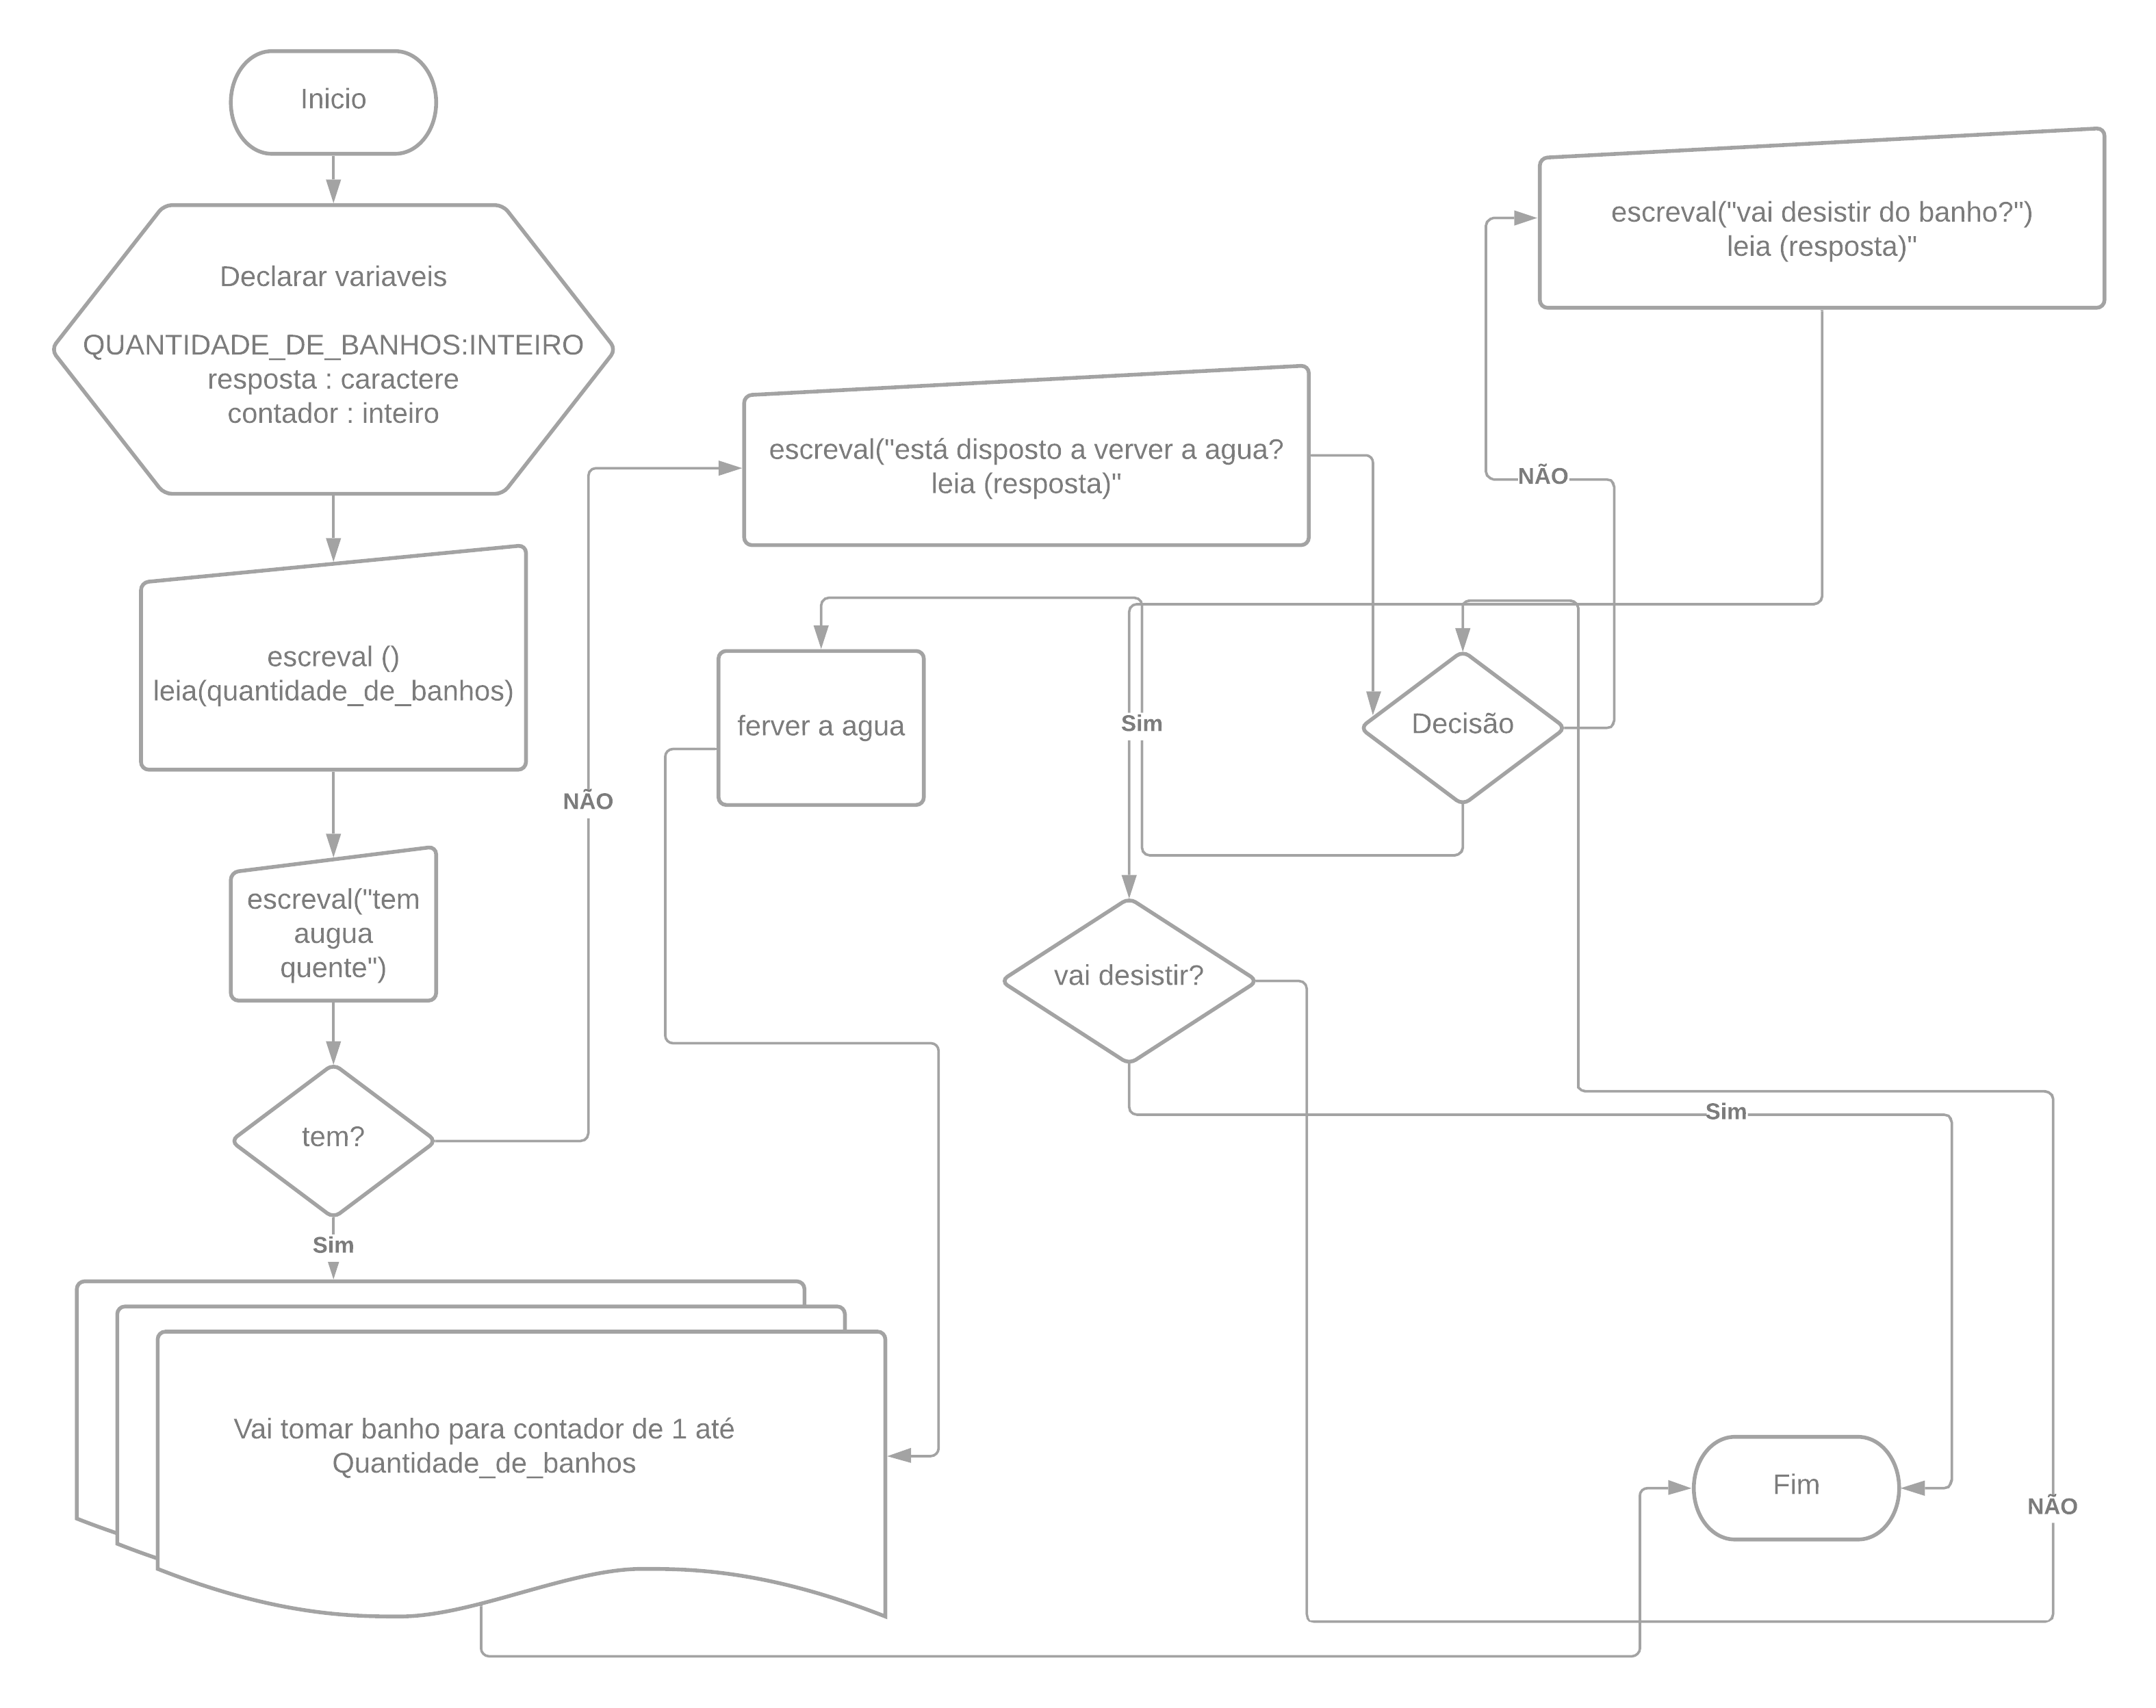 Inicio
Declarar variaveis
QUANTIDADE_DE_BANHOS:INTEIRO
resposta : caractere
contador : inteiro
escreval ()
leia(quantidade_de_banhos)
escreval("tem
augua
quente")
tem?
Sim
Vai tomar banho para contador de 1 até
Quantidade_de_banhos
NÃO
escreval("está disposto a verver a agua?
leia (resposta)"
ferver a agua
Sim
Decisão
NÃO
escreval("vai desistir do banho?")
leia (resposta)"
vai desistir?
Sim
NÃO
Fim